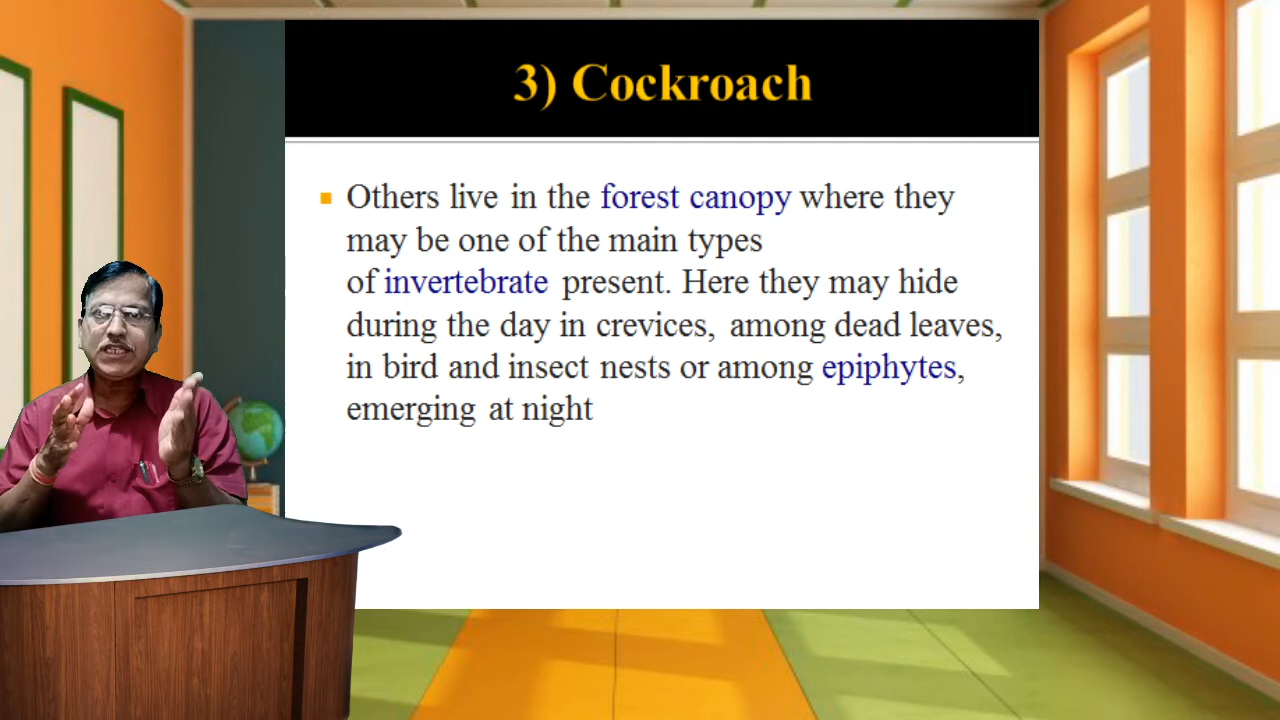 3) Cockroach
Others live in the forest canopy where they
may be one of the main types
of invertebrate present. Here they may hide
during the day in crevices, among dead leaves,
in bird and insect nests or among epiphytes,
emerging at night